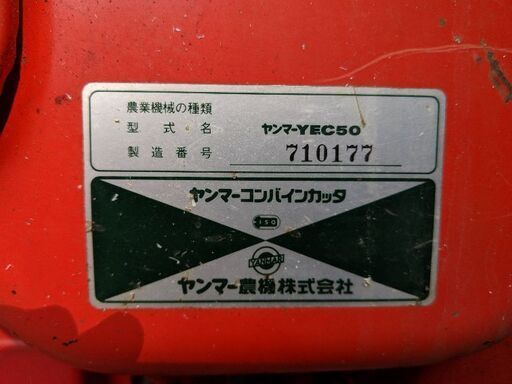 農業機械の種類
型式名 ヤンマーYEC50
製造番号 710177
ヤンマーコンバインカッタ
ISO
YANMAR
ヤンマー農機株式会社